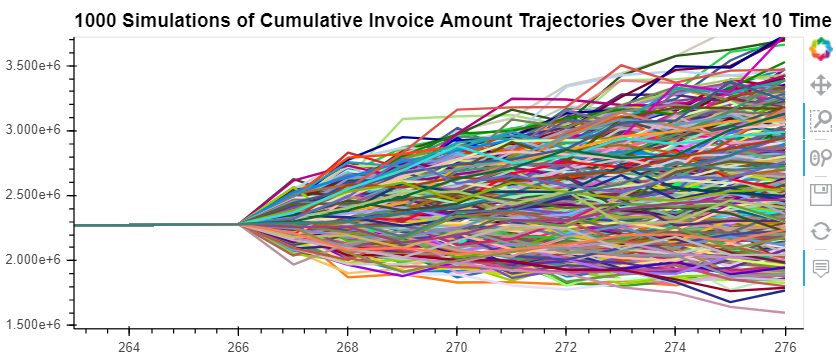 1000 Simulations of Cumulative Invoice Amount Trajectories Over the Next 10 Time
3.500e+6
3.000e+6
2.500e+6
2.000e+6
1.500e+6
264 266 268 270 272 274 276